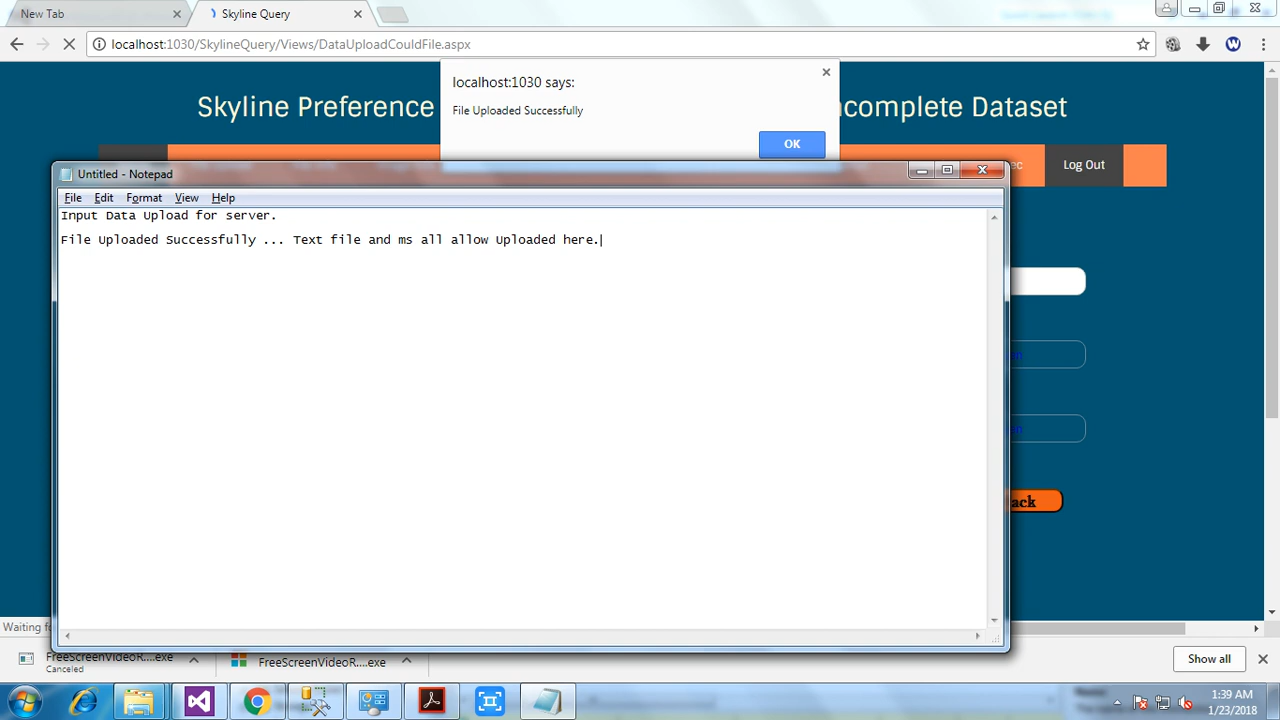 New Tab
Skyline Query
localhost:1030/SkylineQuery/Views/DataUploadCouldFile.aspx
localhost:1030 says:
File Uploaded Successfully
OK
Skyline Preference
complete Dataset
Log Out
Untitled - Notepad
File Edit Format View Help
Input Data Upload for server.
File Uploaded Successfully ... Text file and ms all allow Uploaded here.
Waiting
FreeScreenVideoR....exe
Canceled
FreeScreenVideoR....exe
Show all
1:39 AM
1/23/2018